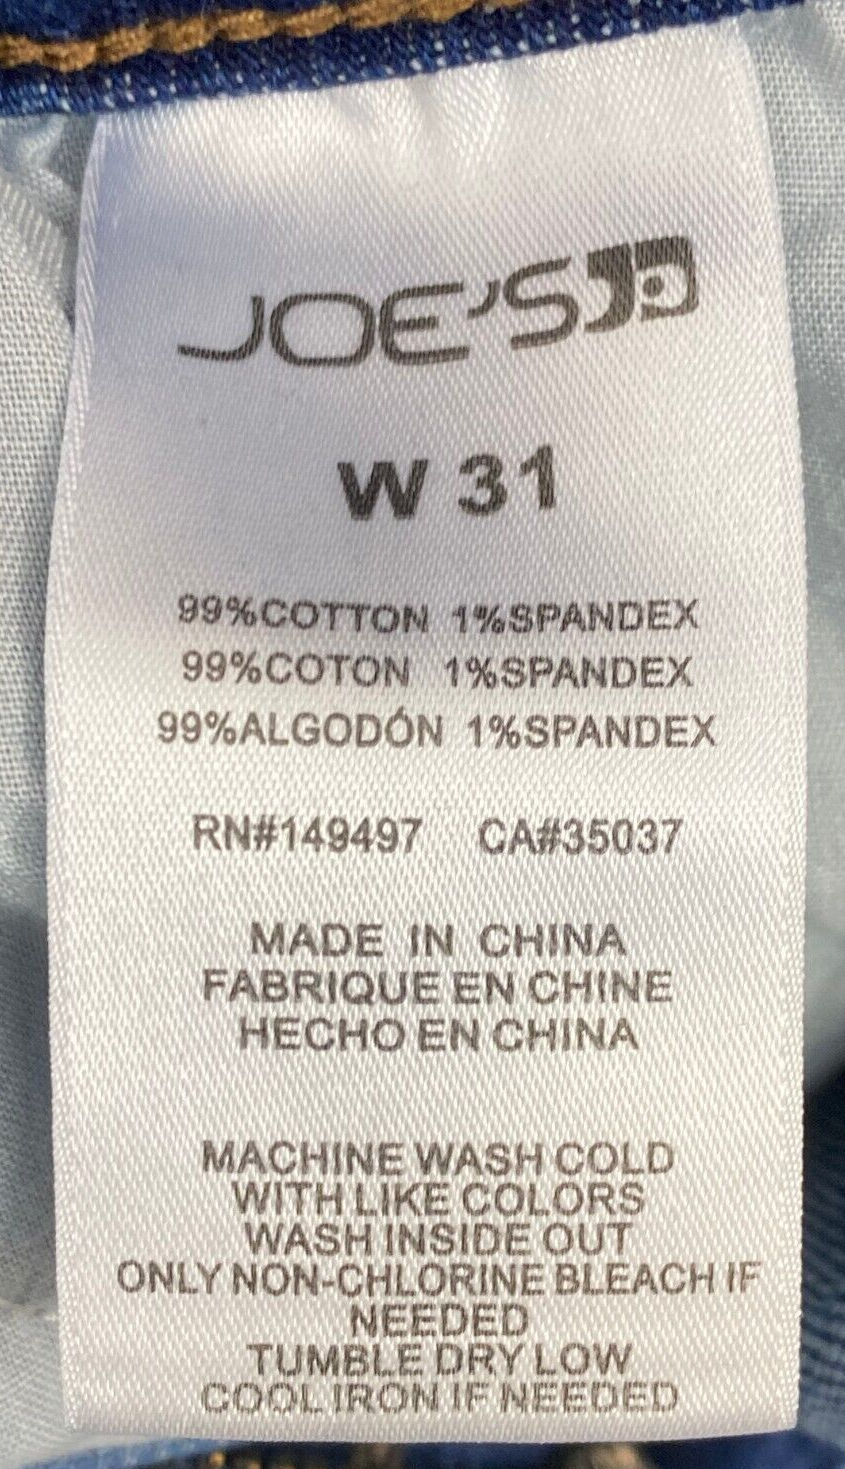 JOE'S
W 31
99%COTTON 1%SPANDEX
99%COTON 1%SPANDEX
99%ALGODÓN 1%SPANDEX
RN#149497 CA#35037
MADE IN CHINA
FABRIQUE EN CHINE
HECHO EN CHINA
MACHINE WASH COLD
WITH LIKE COLORS
WASH INSIDE OUT
ONLY NON-CHLORINE BLEACH IF
NEEDED
TUMBLE DRY LOW
COOL IRON IF NEEDED